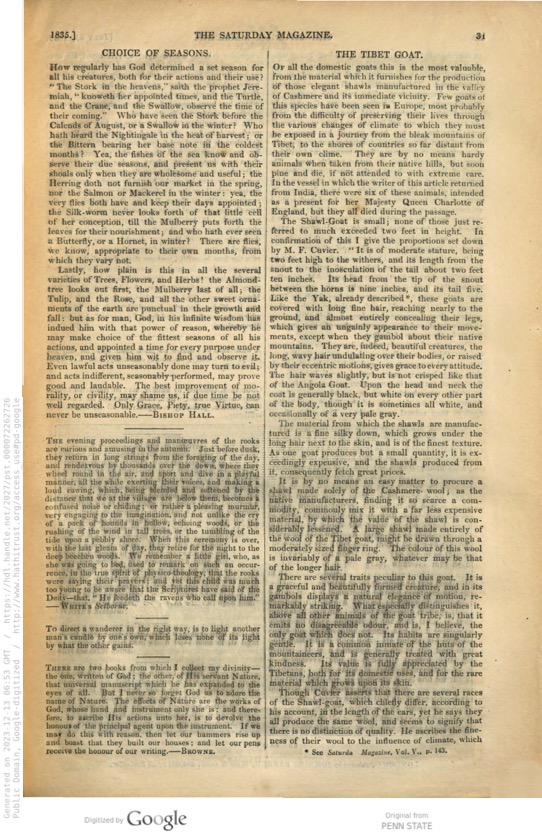 1835.] THE SATURDAY MAGAZINE. 31
CHOICE OF SEASONS.
How regularly has God determined a set season for
all his creatures, both for their actions and their use?
"The Stork in the heavens," saith the prophet Jere-
miah, "knoweth her appointed times, and the Turtle,
and the Crane, and the Swallow, observe the time of
their coming." Who have seen the Stork before the
Calends of August, or a Swallow in the winter? Who
hath heard the Nightingale in the heat of harvest; or
the Bittern bearing her base note in the coldest
months? Yea, the fishes of the sea know and ob-
serve their due seasons, and present us with their
shoals only when they are wholesome and useful; the
Herring doth not furnish our market in the spring,
nor the Salmon or Mackerel in the winter: yea, the
very flies both have and keep their days appointed;
the Silk-worm never looks forth of that little cell
of her conception, till the Mulberry puts forth the
leaves for her nourishment; and who hath ever seen
a Butterfly, or a Hornet, in winter? There are flies,
we know, appropriate to their own months, from
which they vary not.
Lastly, how plain is this in all the several
varieties of Trees, Flowers, and Herbs! the Almond-
tree looks out first, the Mulberry last of all; the
Tulip, and the Rose, and all the other sweet orna-
ments of the earth are punctual in their growth and
fall: but as for man, God, in his infinite wisdom has
indued him with that power of reason, whereby he
may make choice of the fittest seasons of all his
actions, and appointed a time for every purpose under
heaven, and given him wit to find and observe it.
Even lawful acts unseasonably done may turn to evil;
and acts indifferent, seasonably performed, may prove
good and laudable. The best improvement of mo-
rality, or civility, may shame us, if due time be not
well regarded. Only Grace, Piety, true Virtue, can
never be unseasonable.——BISHOP HALL.
THE evening proceedings and manœuvres of the rooks
are curious and amusing in the autumn. Just before dusk,
they return in long strings from the foraging of the day,
and rendezvous by thousands over the down, where they
wheel round in the air, and sport and dive in a playful
manner, all the while exerting their voices, and making a
loud cawing, which, being blended and softened by the
distance that we at the village are below them, becomes a
confused noise or chiding; or rather a pleasing murmur,
very engaging to the imagination, and not unlike the cry
of a pack of hounds in hollow, echoing woods, or the
rushing of the wind in tall trees, or the tumbling of the
tide upon a pebbly shore. When this ceremony is over,
with the last gleam of day, they retire for the night to the
deep beechen woods. We remember a little girl, who, as
she was going to bed, used to remark on such an occur-
rence, in the true spirit of physico-theology, that the rooks
were saying their prayers; and yet this child was much
too young to be aware that the Scriptures have said of the
Deity—that, "He feedeth the ravens who call upon him."
——WHITE'S Selborne.
To direct a wanderer in the right way, is to light another
man's candle by one's own, which loses none of its light
by what the other gains.
THERE are two books from which I collect my divinity—
the one, written of God; the other, of His servant Nature,
that universal manuscript which he has expanded to the
eyes of all. But I never so forget God as to adore the
name of Nature. The effects of Nature are the works of
God, whose hand and instrument only she is; and there-
fore, to ascribe His actions unto her, is to devolve the
honour of the principal agent upon the instrument. If we
may do this with reason, then let our hammers rise up
and boast that they built our houses; and let our pens
receive the honour of our writing.——BROWNE.
THE TIBET GOAT.
OF all the domestic goats this is the most valuable,
from the material which it furnishes for the production
of those elegant shawls manufactured in the valley
of Cashmere and its immediate vicinity. Few goats of
this species have been seen in Europe, most probably
from the difficulty of preserving their lives through
the various changes of climate to which they must
be exposed in a journey from the bleak mountains of
Tibet, to the shores of countries so far distant from
their own clime. They are by no means hardy
animals when taken from their native hills, but soon
pine and die, if not attended to with extreme care.
In the vessel in which the writer of this article returned
from India, there were six of these animals, intended
as a present for her Majesty Queen Charlotte of
England, but they all died during the passage.
The Shawl-Goat is small; none of those just re-
ferred to much exceeded two feet in height. In
confirmation of this I give the proportions set down
by M. F. Cuvier. "It is of moderate stature, being
two feet high to the withers, and its length from the
snout to the inosculation of the tail about two feet
ten inches. Its head from the tip of the snout
between the horns is nine inches, and its tail five.
Like the Yak, already described*, these goats are
covered with long fine hair, reaching nearly to the
ground, and almost entirely concealing their legs,
which gives an ungainly appearance to their move-
ments, except when they gambol about their native
mountains. They are, indeed, beautiful creatures, the
long, wavy hair undulating over their bodies, or raised
by their eccentric motions, gives grace to every attitude.
The hair waves slightly, but is not crisped like that
of the Angola Goat. Upon the head and neck the
coat is generally black, but white on every other part
of the body, though it is sometimes all white, and
occasionally of a very pale gray.
The material from which the shawls are manufac-
tured is a fine silky down, which grows under the
long hair next to the skin, and is of the finest texture.
As one goat produces but a small quantity, it is ex-
ceedingly expensive, and the shawls produced from
it, consequently fetch great prices.
It is by no means an easy matter to procure a
shawl made solely of the Cashmere-wool; as the
native manufacturers, finding it so scarce a com-
modity, commonly mix it with a far less expensive
material, by which the value of the shawl is con-
siderably lessened. A large shawl made entirely of
the wool of the Tibet goat, might be drawn through a
moderately sized finger ring. The colour of this wool
is invariably of a pale gray, whatever may be that
of the longer hair.
There are several traits peculiar to this goat. It is
a graceful and beautifully formed creature, and in its
gambols displays a natural elegance of motion, re-
markably striking. What especially distinguishes it,
above all other animals of the goat tribe, is, that it
emits no disagreeable odour, and is, I believe, the
only goat which does not. Its habits are singularly
gentle. It is a common inmate of the huts of the
mountaineers, and is generally treated with great
kindness. Its value is fully appreciated by the
Tibetans, both for its domestic uses, and for the rare
material which grows upon its skin.
Though Cuvier asserts that there are several races
of the Shawl-goat, which chiefly differ, according to
his account, in the length of the ears, yet he says they
all produce the same wool, and seems to signify that
there is no distinction of quality. He ascribes the fine-
ness of their wool to the influence of climate, which
* See Saturda Magazine, Vol. V., p. 143.
Generated on 2023-12-13 06:53 GMT / https://hdl.handle.net/2027/pst.000072202726
Public Domain, Google-digitized / http://www.hathitrust.org/access_use#pd-google
Digitized by Google
Original from
PENN STATE